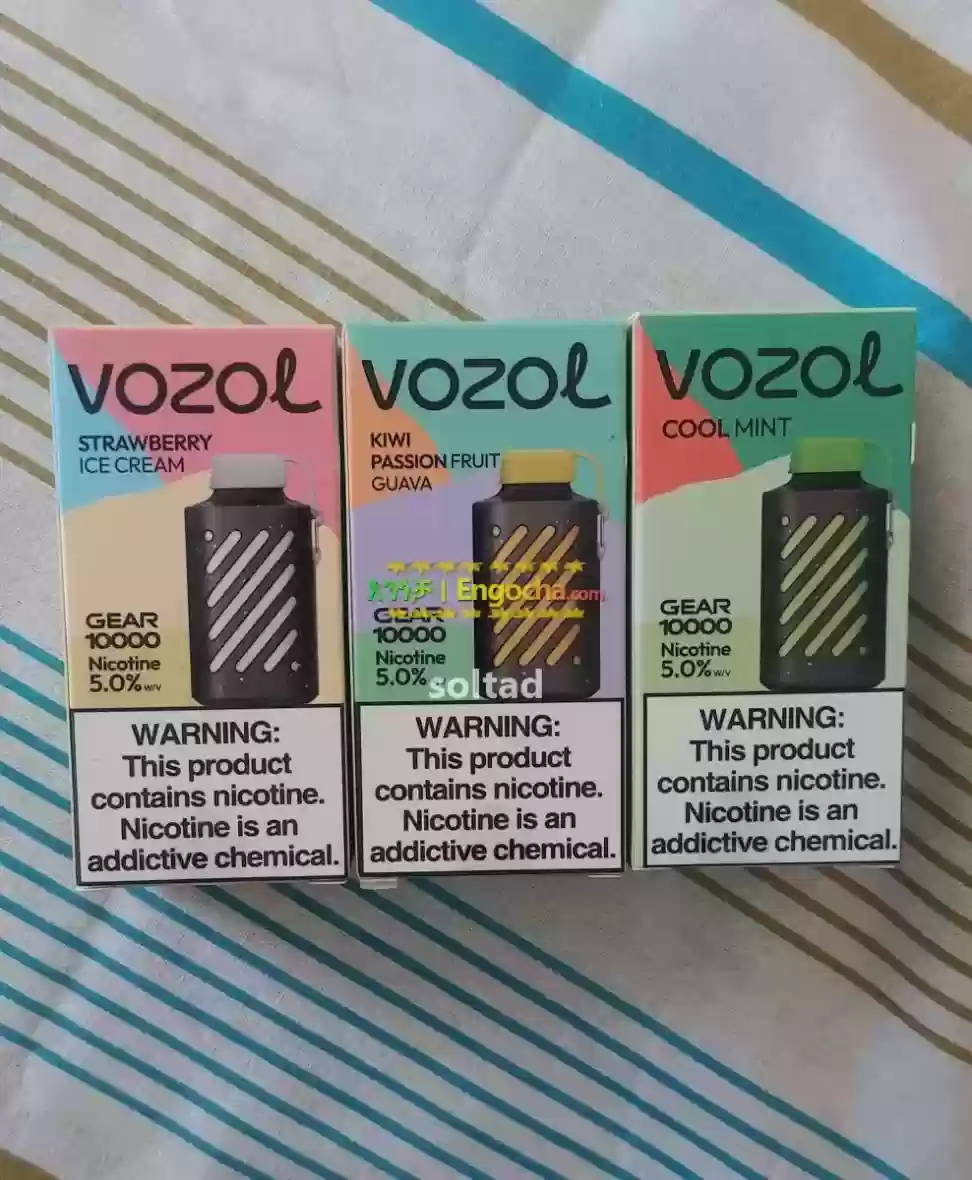 VOZOL
STRAWBERRY
ICE CREAM
GEAR
10000
Nicotine
5.0% w/v
WARNING:
This product
contains nicotine.
Nicotine is an
addictive chemical.
VOZOL
KIWI
PASSION FRUIT
GUAVA
እንጎቻ | Engocha.com
GEAR
10000
Nicotine
5.0%
soltad
WARNING:
This product
contains nicotine.
Nicotine is an
addictive chemical.
VOZOL
COOL MINT
GEAR
10000
Nicotine
5.0% w/v
WARNING:
This product
contains nicotine.
Nicotine is an
addictive chemical.